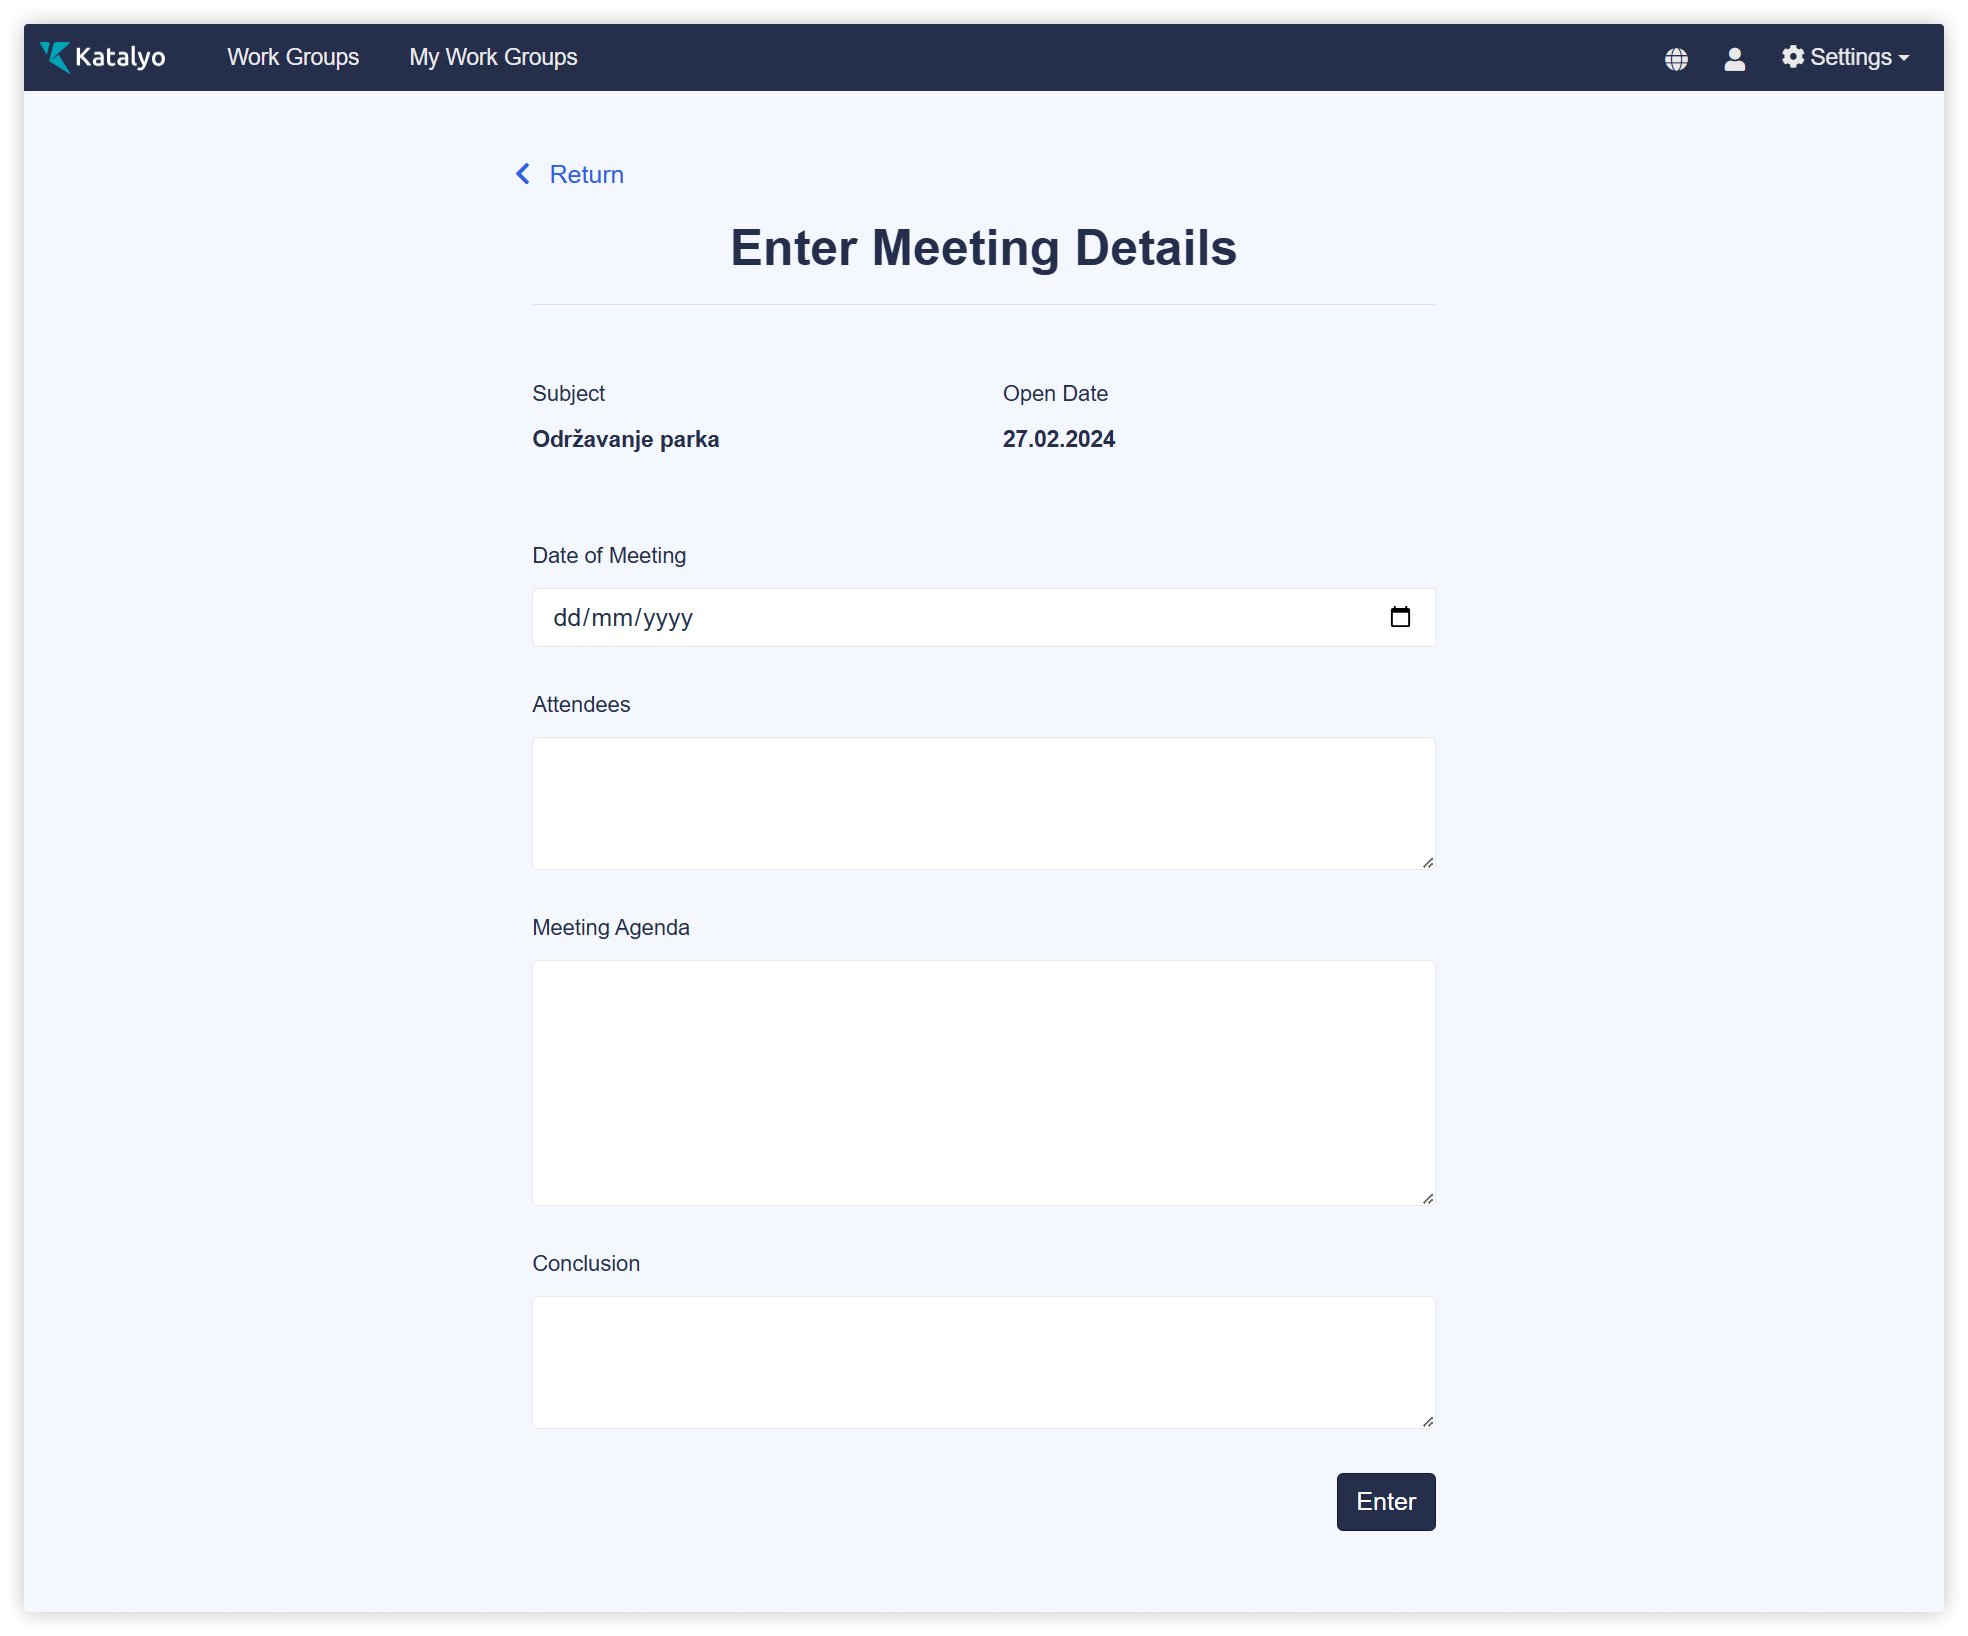 Katalyo Work Groups My Work Groups Settings
Return
Enter Meeting Details
Subject Open Date
Održavanje parka 27.02.2024
Date of Meeting
dd/mm/yyyy
Attendees
Meeting Agenda
Conclusion
Enter